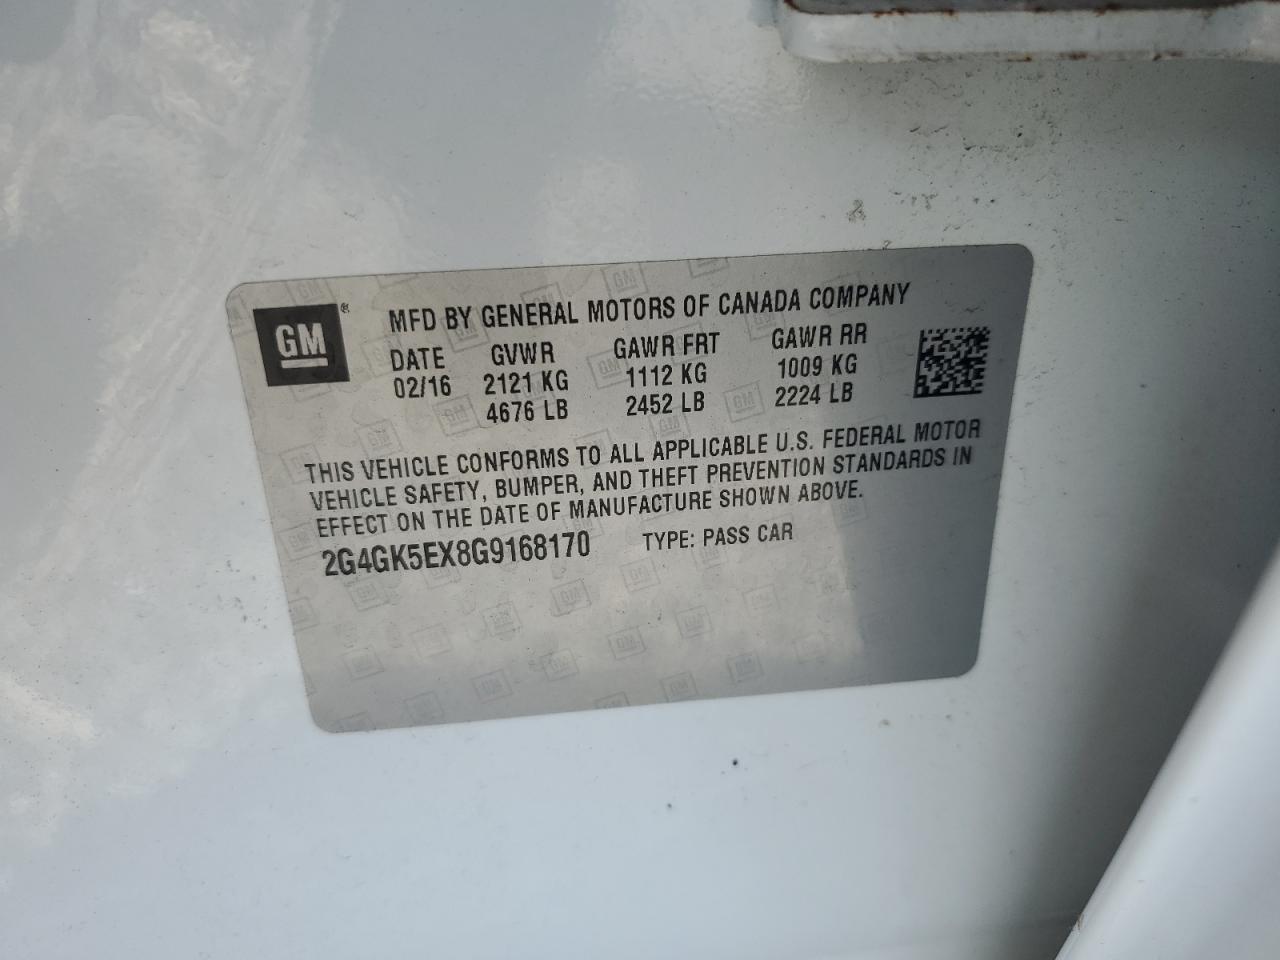 GM ® MFD BY GENERAL MOTORS OF CANADA COMPANY
DATE GVWR GAWR FRT GAWR RR
02/16 2121 KG 1112 KG 1009 KG
4676 LB 2452 LB 2224 LB
THIS VEHICLE CONFORMS TO ALL APPLICABLE U.S. FEDERAL MOTOR
VEHICLE SAFETY, BUMPER, AND THEFT PREVENTION STANDARDS IN
EFFECT ON THE DATE OF MANUFACTURE SHOWN ABOVE.
2G4GK5EX8G9168170 TYPE: PASS CAR